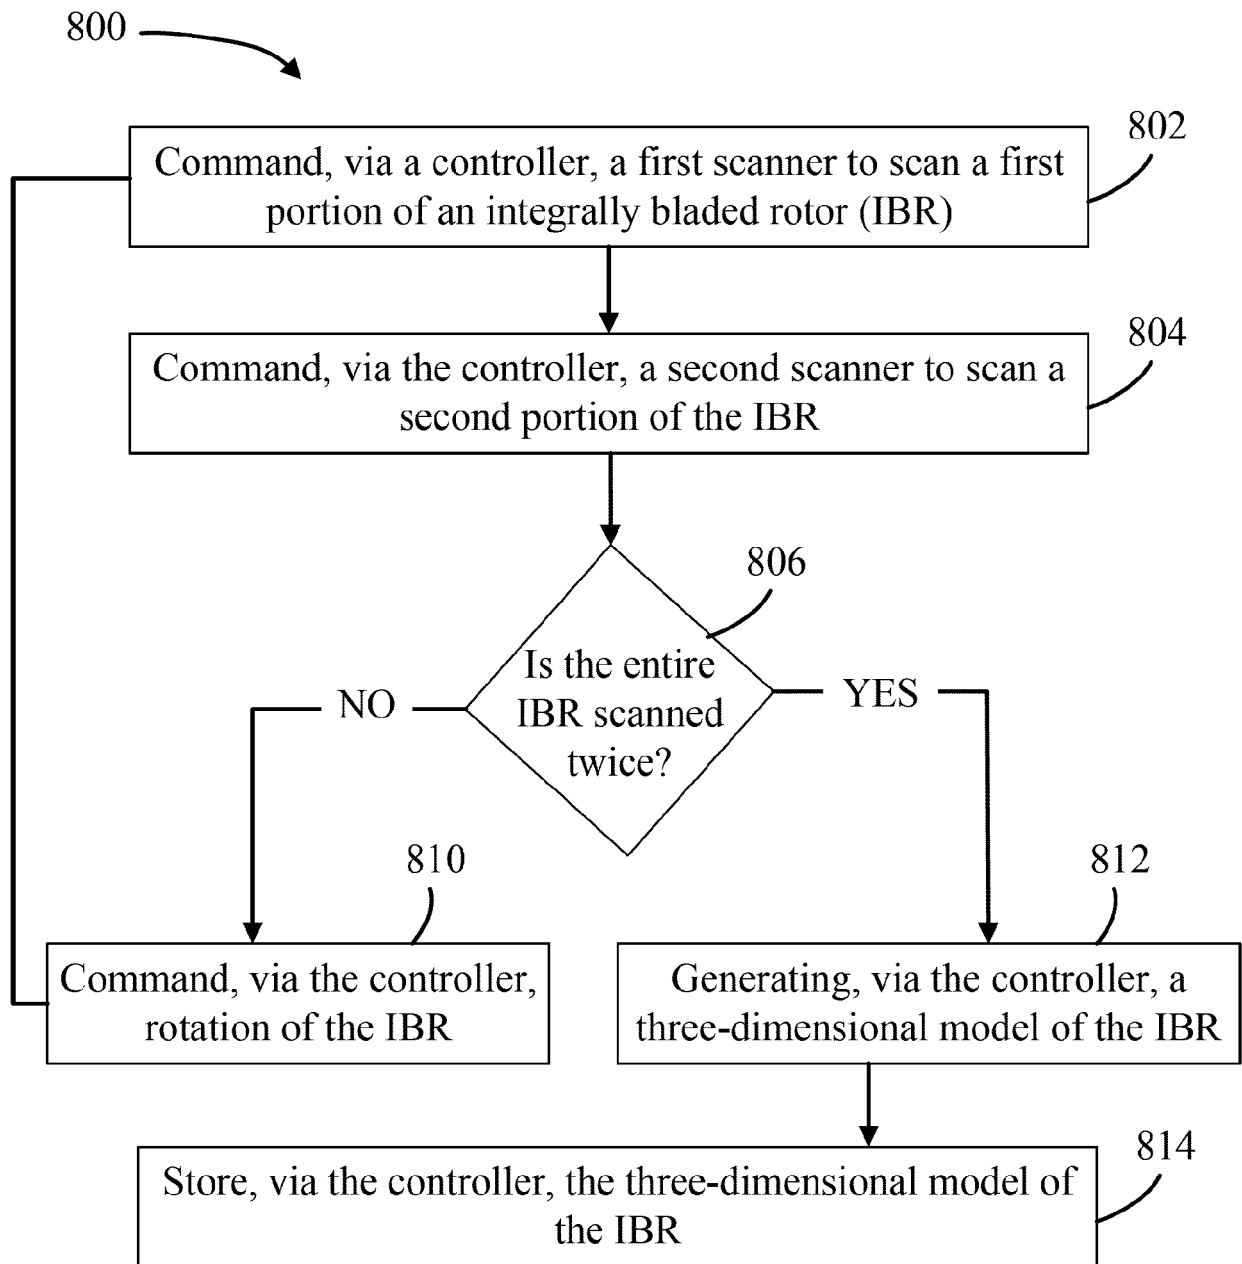 800
802
Command, via a controller, a first scanner to scan a first
portion of an integrally bladed rotor (IBR)
804
Command, via the controller, a second scanner to scan a
second portion of the IBR
806
Is the entire
IBR scanned
twice?
NO
YES
810
812
Command, via the controller,
rotation of the IBR
Generating, via the controller, a
three-dimensional model of the IBR
814
Store, via the controller, the three-dimensional model of
the IBR